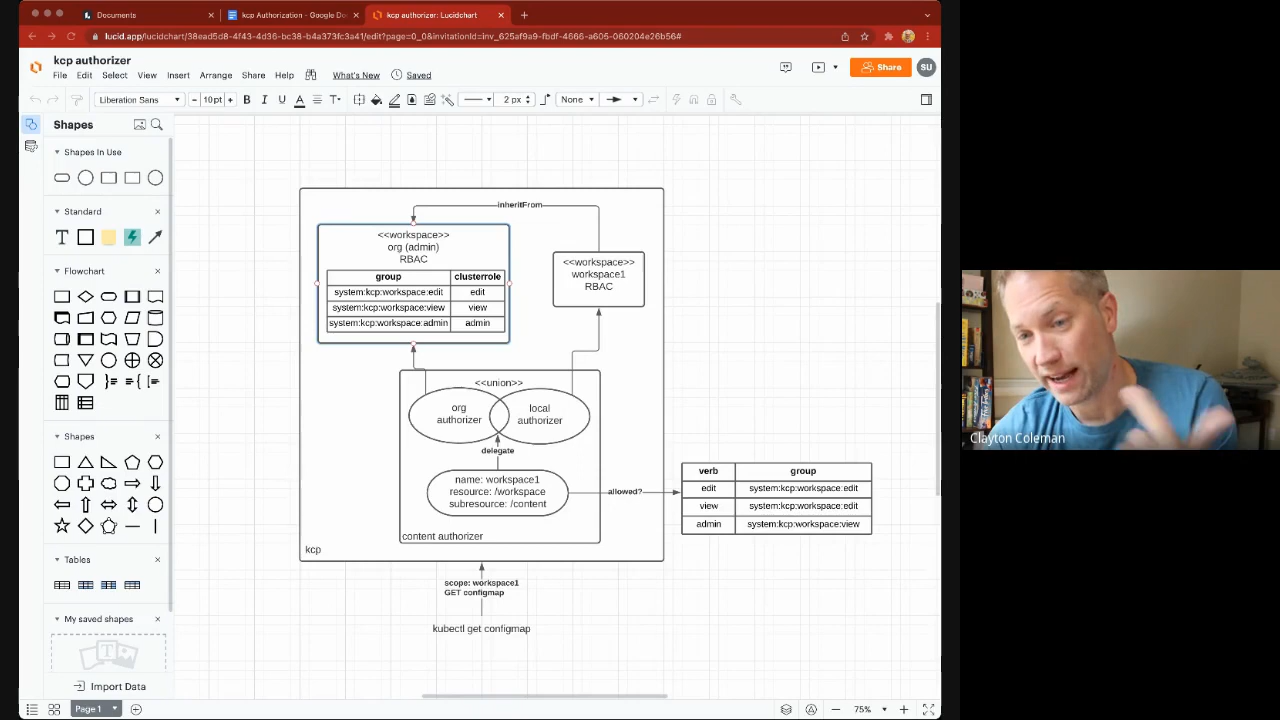 Documents
kcp Authorization - Google Do
kcp authorizer: Lucidchart
lucid.app/lucidchart/38ead5d8-4f43-4d36-bc38-b4a373fc3a41/edit?page=0_0&invitationId=inv_625af9a9-fbdf-4666-a605-060204e26b56#
kcp authorizer
File Edit Select View Insert Arrange Share Help What's New Saved
Share
SU
Liberation Sans
10pt
B I U A T
2 px
None
Shapes
Shapes In Use
Standard
T
Flowchart
Shapes
Tables
My saved shapes
T
Import Data
Page 1
75%
inheritFrom
<<workspace>>
org (admin)
RBAC
group clusterrole
system:kcp:workspace:edit edit
system:kcp:workspace:view view
system:kcp:workspace:admin admin
<<workspace>>
workspace1
RBAC
<<union>>
org
authorizer
local
authorizer
delegate
name: workspace1
resource: /workspace
subresource: /content
allowed?
content authorizer
kcp
verb group
edit system:kcp:workspace:edit
view system:kcp:workspace:edit
admin system:kcp:workspace:view
scope: workspace1
GET configmap
kubectl get configmap
Clayton Coleman